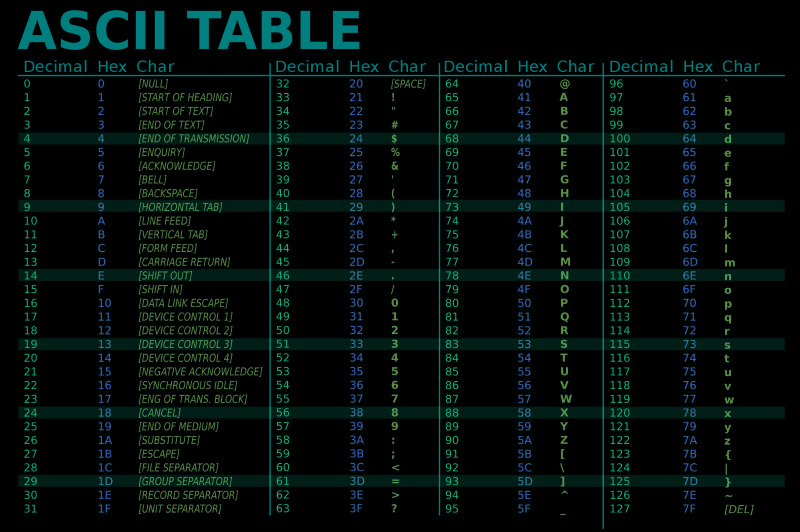 ASCII TABLE
Decimal Hex Char Decimal Hex Char Decimal Hex Char Decimal Hex Char
0 0 [NULL] 32 20 [SPACE] 64 40 @ 96 60 `
1 1 [START OF HEADING] 33 21 ! 65 41 A 97 61 a
2 2 [START OF TEXT] 34 22 " 66 42 B 98 62 b
3 3 [END OF TEXT] 35 23 # 67 43 C 99 63 c
4 4 [END OF TRANSMISSION] 36 24 $ 68 44 D 100 64 d
5 5 [ENQUIRY] 37 25 % 69 45 E 101 65 e
6 6 [ACKNOWLEDGE] 38 26 & 70 46 F 102 66 f
7 7 [BELL] 39 27 ' 71 47 G 103 67 g
8 8 [BACKSPACE] 40 28 ( 72 48 H 104 68 h
9 9 [HORIZONTAL TAB] 41 29 ) 73 49 I 105 69 i
10 A [LINE FEED] 42 2A * 74 4A J 106 6A j
11 B [VERTICAL TAB] 43 2B + 75 4B K 107 6B k
12 C [FORM FEED] 44 2C , 76 4C L 108 6C l
13 D [CARRIAGE RETURN] 45 2D - 77 4D M 109 6D m
14 E [SHIFT OUT] 46 2E . 78 4E N 110 6E n
15 F [SHIFT IN] 47 2F / 79 4F O 111 6F o
16 10 [DATA LINK ESCAPE] 48 30 0 80 50 P 112 70 p
17 11 [DEVICE CONTROL 1] 49 31 1 81 51 Q 113 71 q
18 12 [DEVICE CONTROL 2] 50 32 2 82 52 R 114 72 r
19 13 [DEVICE CONTROL 3] 51 33 3 83 53 S 115 73 s
20 14 [DEVICE CONTROL 4] 52 34 4 84 54 T 116 74 t
21 15 [NEGATIVE ACKNOWLEDGE] 53 35 5 85 55 U 117 75 u
22 16 [SYNCHRONOUS IDLE] 54 36 6 86 56 V 118 76 v
23 17 [ENG OF TRANS. BLOCK] 55 37 7 87 57 W 119 77 w
24 18 [CANCEL] 56 38 8 88 58 X 120 78 x
25 19 [END OF MEDIUM] 57 39 9 89 59 Y 121 79 y
26 1A [SUBSTITUTE] 58 3A : 90 5A Z 122 7A z
27 1B [ESCAPE] 59 3B ; 91 5B [ 123 7B {
28 1C [FILE SEPARATOR] 60 3C < 92 5C \ 124 7C |
29 1D [GROUP SEPARATOR] 61 3D = 93 5D ] 125 7D }
30 1E [RECORD SEPARATOR] 62 3E > 94 5E ^ 126 7E ~
31 1F [UNIT SEPARATOR] 63 3F ? 95 5F _ 127 7F [DEL]